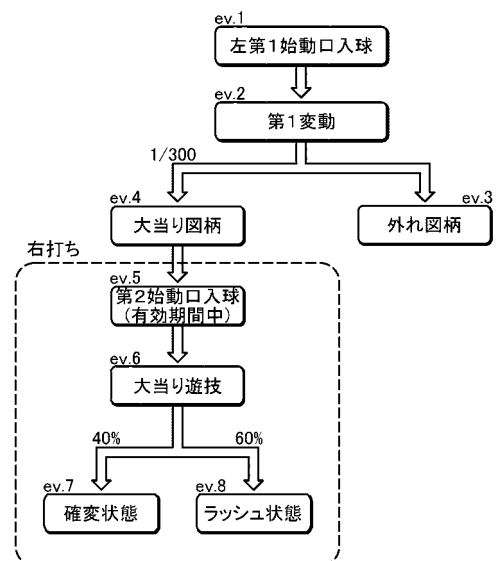 ev.1
左第1始動口入球
ev.2
第1変動
1/300
ev.4
大当り図柄
ev.3
外れ図柄
右打ち
ev.5
第2始動口入球
(有効期間中)
ev.6
大当り遊技
40%
60%
ev.7
確変状態
ev.8
ラッシュ状態